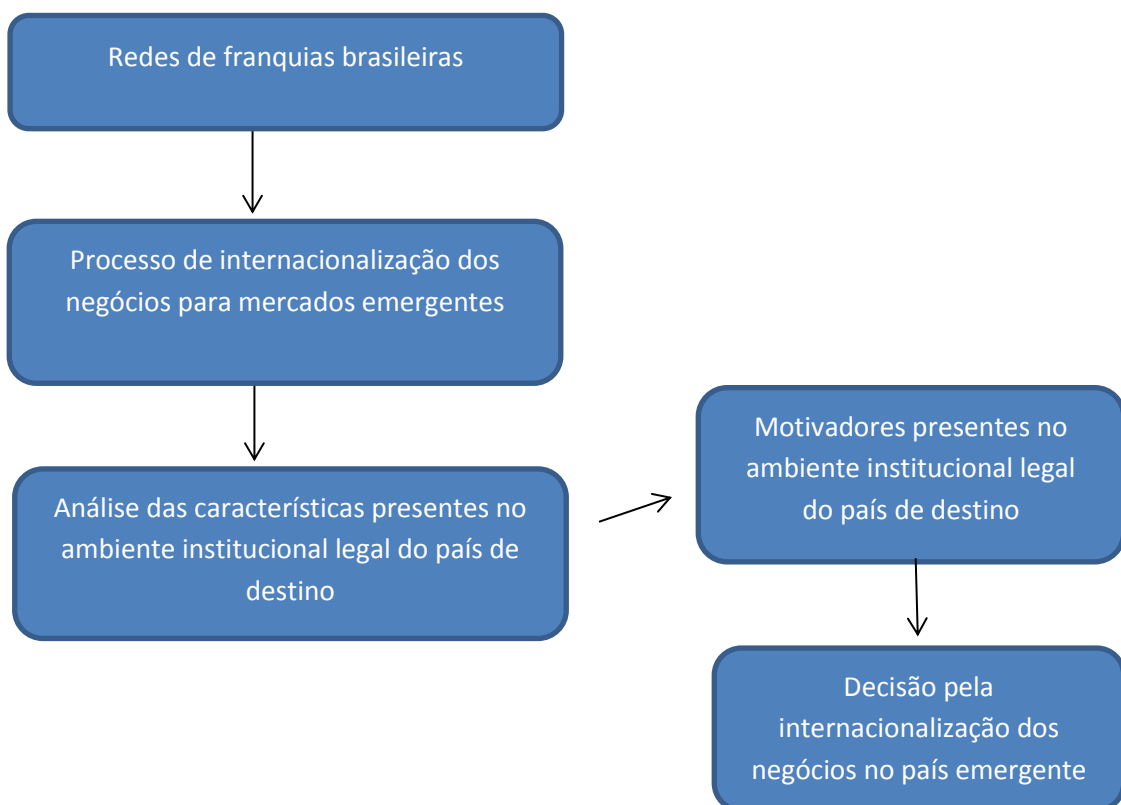 Redes de franquias brasileiras
Processo de internacionalização dos
negócios para mercados emergentes
Análise das características presentes no
ambiente institucional legal do país de
destino
Motivadores presentes no
ambiente institucional legal
do país de destino
Decisão pela
internacionalização dos
negócios no país emergente